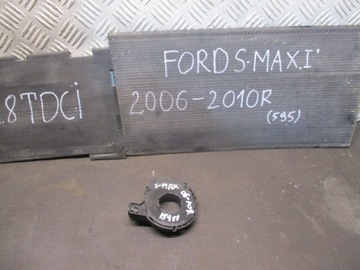 .8TDCi
FORD S-MAX I'
2006-2010R
(595)
S-MAX